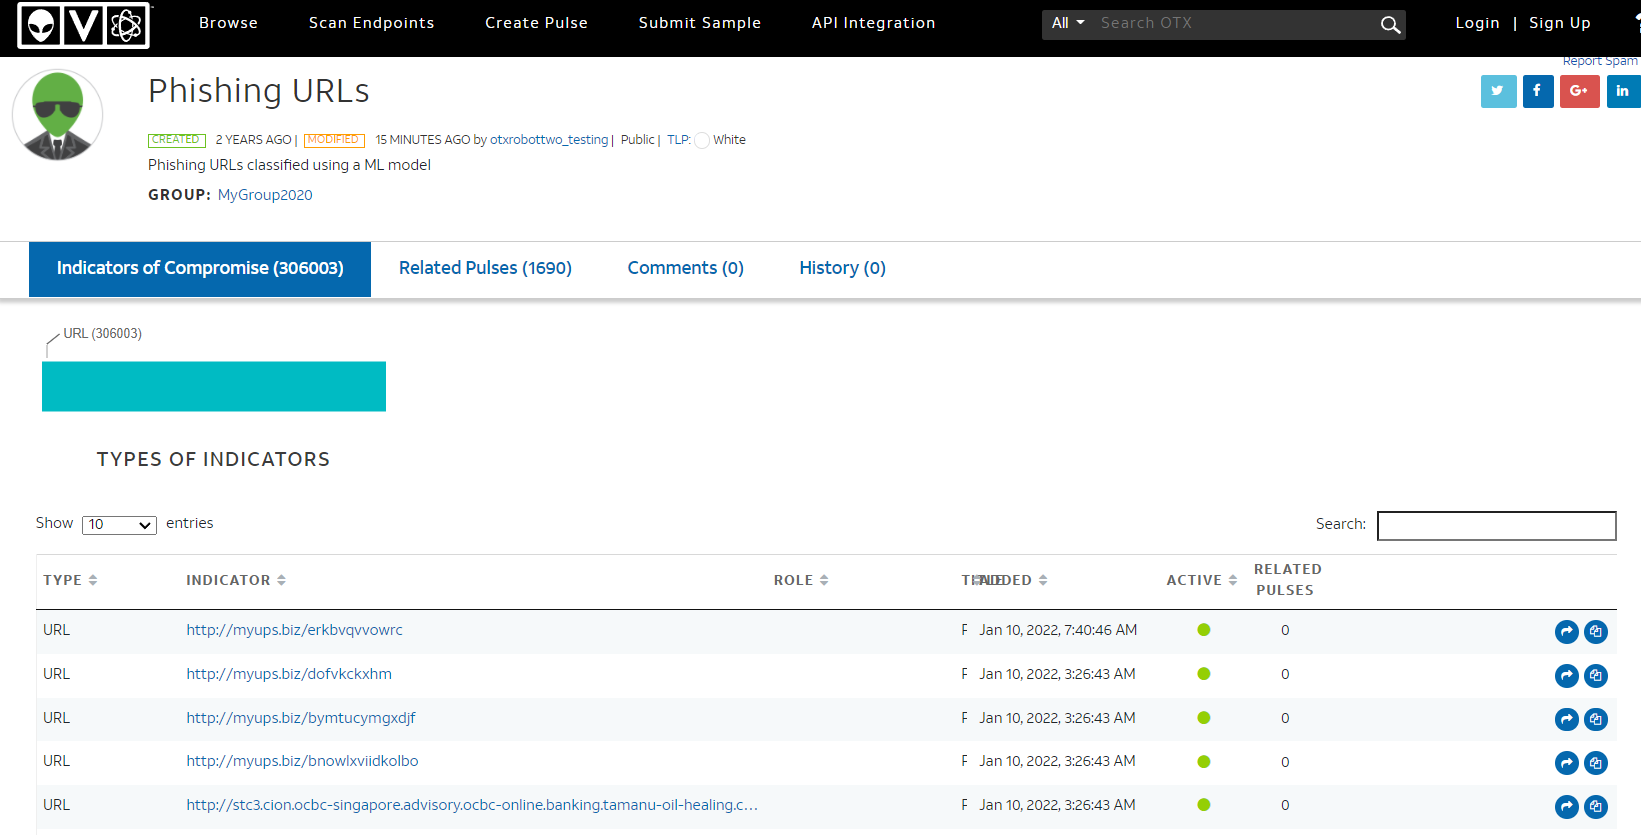 V
Browse Scan Endpoints Create Pulse Submit Sample API Integration All Search OTX Login | Sign Up
Report Spam
Phishing URLs
CREATED 2 YEARS AGO | MODIFIED 15 MINUTES AGO by otxrobottwo_testing | Public | TLP: White
Phishing URLs classified using a ML model
GROUP: MyGroup2020
Indicators of Compromise (306003) Related Pulses (1690) Comments (0) History (0)
URL (306003)
TYPES OF INDICATORS
Show 10 entries Search:
TYPE INDICATOR ROLE ADDED ACTIVE RELATED PULSES
URL http://myups.biz/erkbvqvvowrc Jan 10, 2022, 7:40:46 AM 0
URL http://myups.biz/dofvkckxhm Jan 10, 2022, 3:26:43 AM 0
URL http://myups.biz/bymtucymgxdjf Jan 10, 2022, 3:26:43 AM 0
URL http://myups.biz/bnowlxviidkolbo Jan 10, 2022, 3:26:43 AM 0
URL http://stc3.cion.ocbc-singapore.advisory.ocbc-online.banking.tamanu-oil-healing.c... Jan 10, 2022, 3:26:43 AM 0